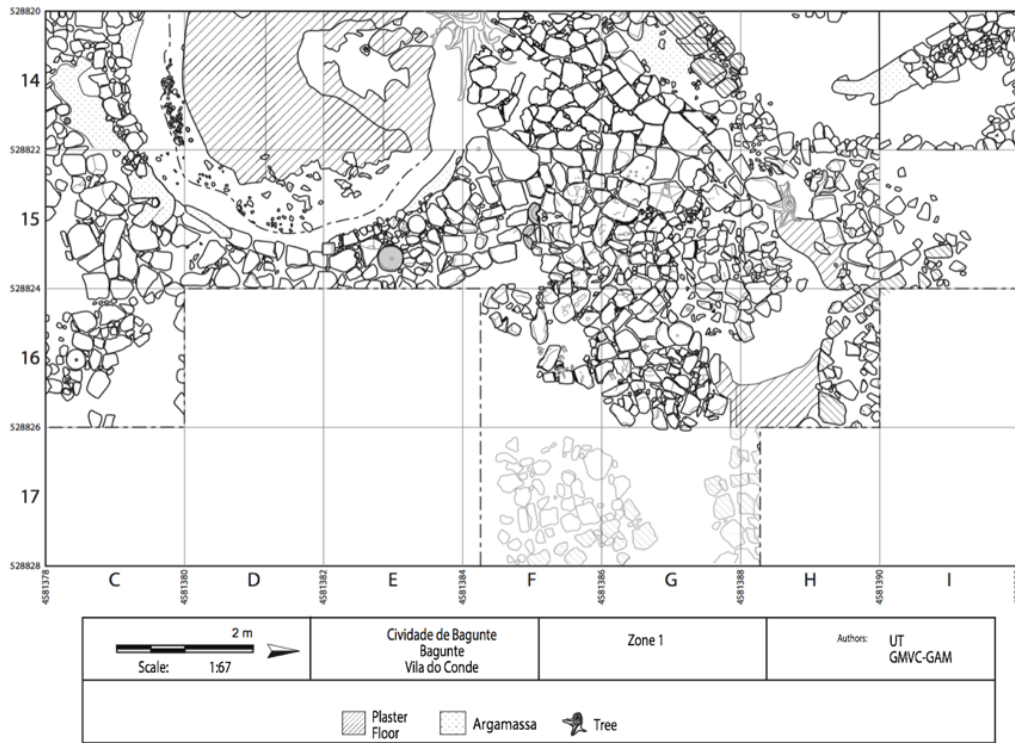 528820
14
528822
15
528824
16
528826
17
528828
4581378
C
4581380
D
4581382
E
4581384
F
4581386
G
4581388
H
4581390
I
2 m
Scale: 1:67
Cividade de Bagunte
Bagunte
Vila do Conde
Zone 1
Authors: UT
GMVC-GAM
Plaster
Floor
Argamassa
Tree